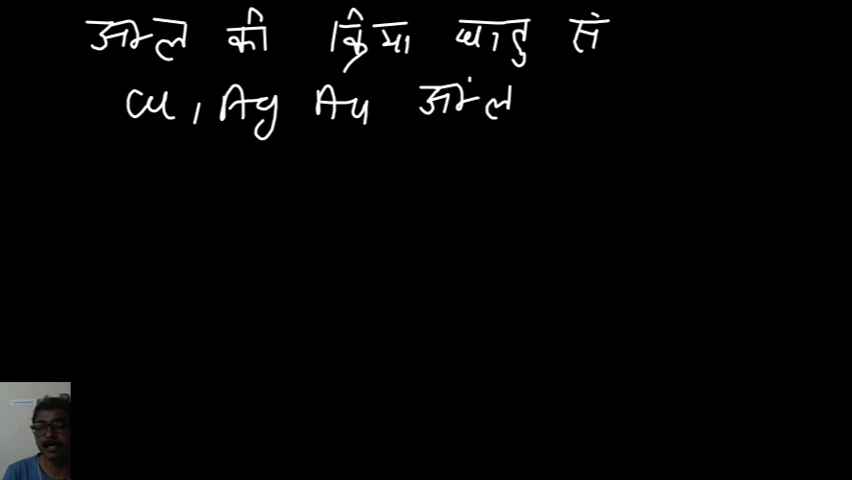 अम्ल की क्रिया धातु से
Cu, Ag Au अम्ल